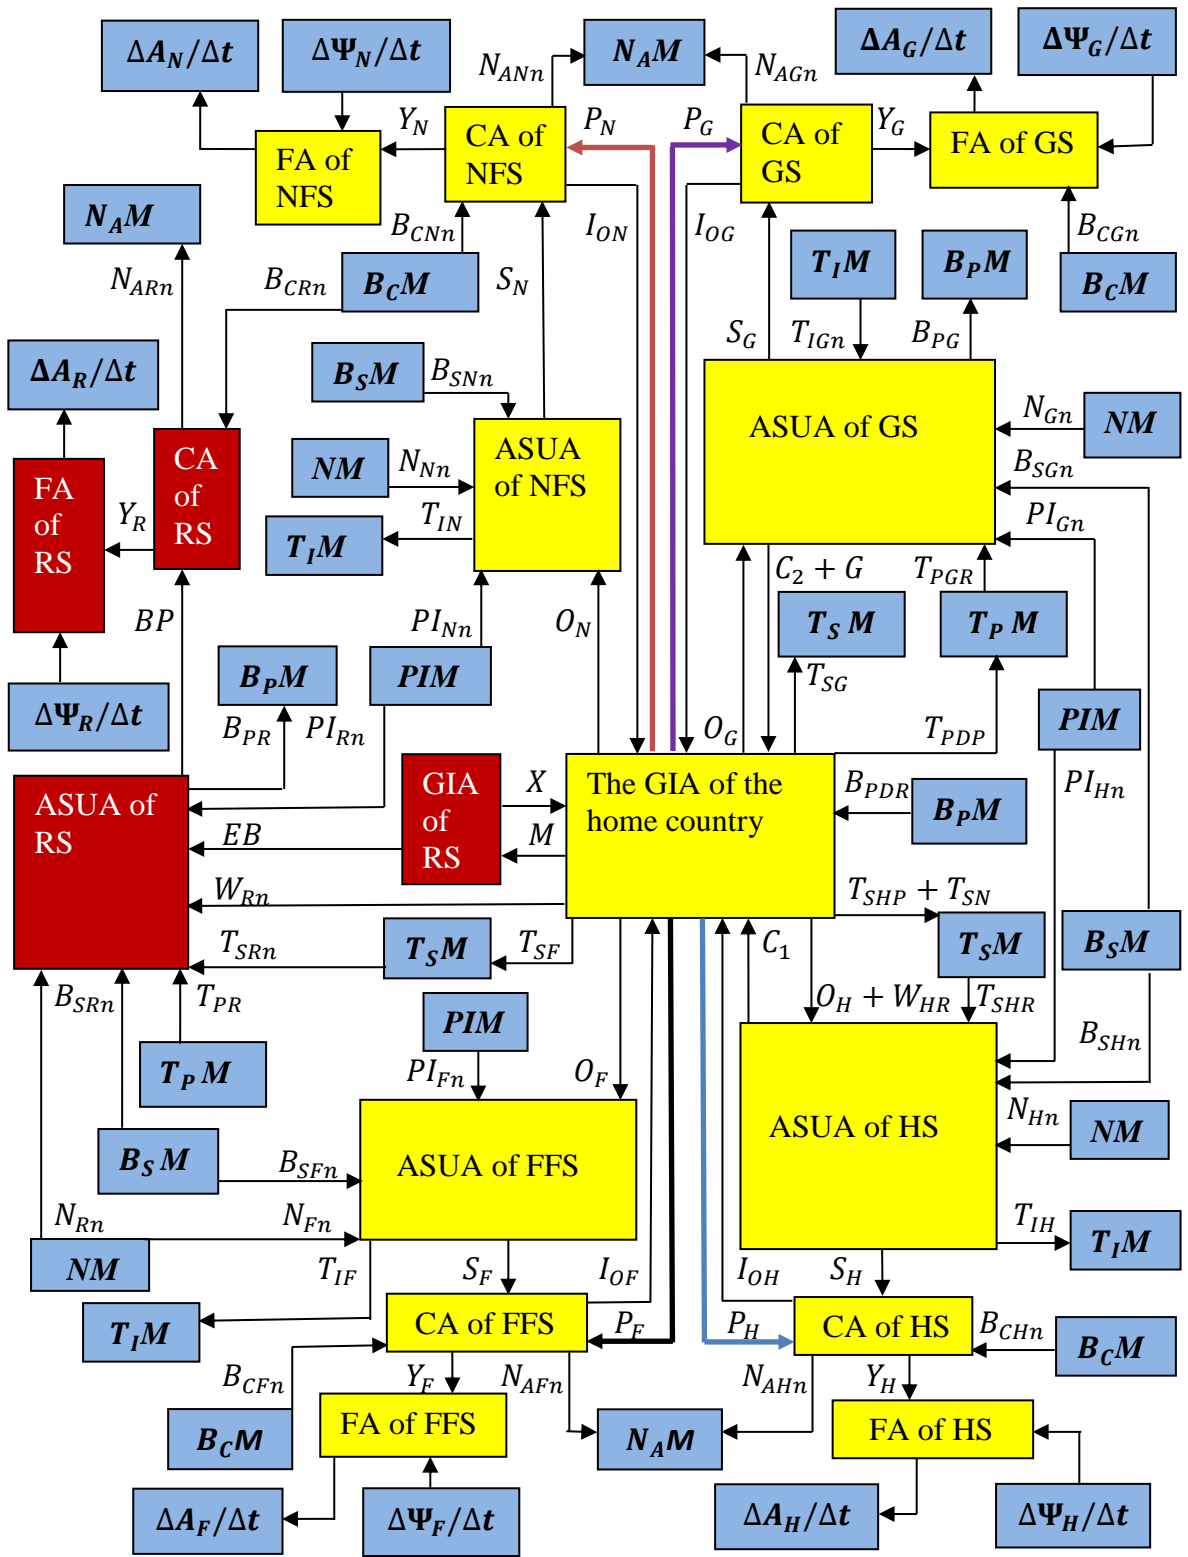 ΔA_N/Δt
ΔΨ_N/Δt
N_ANn
N_AM
N_AGn
ΔA_G/Δt
ΔΨ_G/Δt
FA of
NFS
Y_N
CA of
NFS
P_N
P_G
CA of
GS
Y_G
FA of GS
N_AM
N_ARn
B_CNn
B_CRn
B_CM
S_N
I_ON
I_OG
T_IM
B_PM
B_CGn
B_CM
S_G
T_IGn
B_PG
ΔA_R/Δt
B_SM
B_SNn
ASUA of GS
N_Gn
NM
FA
of
RS
Y_R
CA
of
RS
NM
N_Nn
ASUA
of NFS
B_SGn
T_IM
T_IN
PI_Gn
C_2 + G
T_PGR
BP
PI_Nn
O_N
T_S M
T_P M
ΔΨ_R/Δt
B_PM
PIM
T_SG
PIM
B_PR
PI_Rn
O_G
T_PDP
PI_Hn
ASUA of
RS
GIA
of
RS
X
M
EB
The GIA of the
home country
B_PDR
B_PM
W_Rn
T_SHP + T_SN
T_SRn
T_SM
T_SF
C_1
T_SM
B_SM
B_SRn
T_PR
PIM
O_H + W_HR
T_SHR
B_SHn
T_P M
PI_Fn
O_F
B_S M
B_SFn
ASUA of FFS
ASUA of HS
N_Hn
NM
N_Rn
N_Fn
NM
T_IH
T_IM
T_IF
S_F
I_OF
I_OH
S_H
T_IM
CA of FFS
P_F
P_H
CA of HS
B_CHn
B_CM
B_CFn
Y_F
N_AFn
N_AHn
Y_H
B_CM
FA of FFS
N_AM
FA of HS
ΔA_F/Δt
ΔΨ_F/Δt
ΔA_H/Δt
ΔΨ_H/Δt